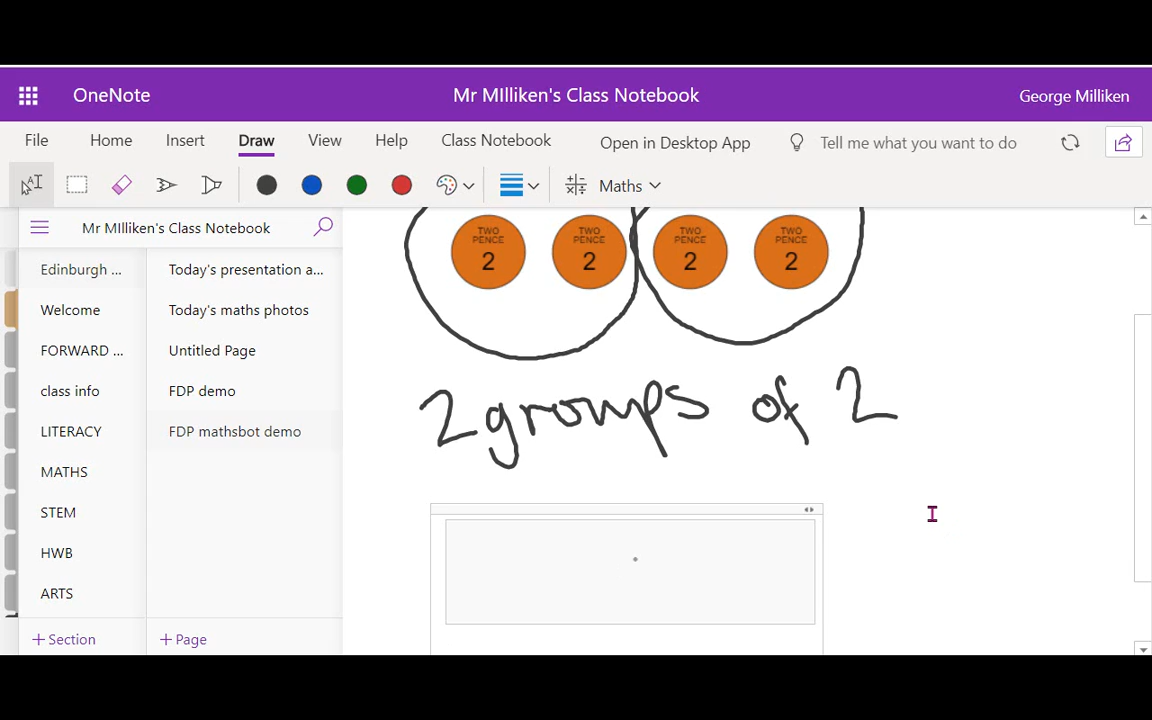 OneNote Mr MIlliken's Class Notebook George Milliken
File Home Insert Draw View Help Class Notebook Open in Desktop App Tell me what you want to do
Maths
Mr MIlliken's Class Notebook
Edinburgh ...
Welcome
FORWARD ...
class info
LITERACY
MATHS
STEM
HWB
ARTS
+ Section
Today's presentation a...
Today's maths photos
Untitled Page
FDP demo
FDP mathsbot demo
+ Page
TWO PENCE 2
TWO PENCE 2
TWO PENCE 2
TWO PENCE 2
2 groups of 2